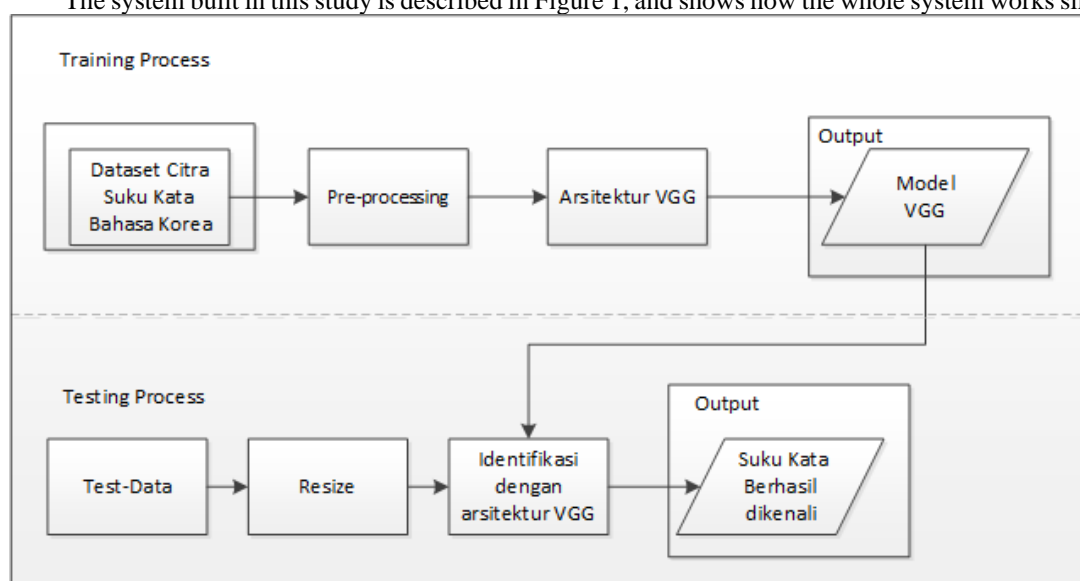 The system built in this study is described in Figure 1, and shows how the whole system works
Training Process
Dataset Citra
Suku Kata
Bahasa Korea
Pre-processing
Arsitektur VGG
Output
Model
VGG
Testing Process
Test-Data
Resize
Identifikasi
dengan
arsitektur VGG
Output
Suku Kata
Berhasil
dikenali